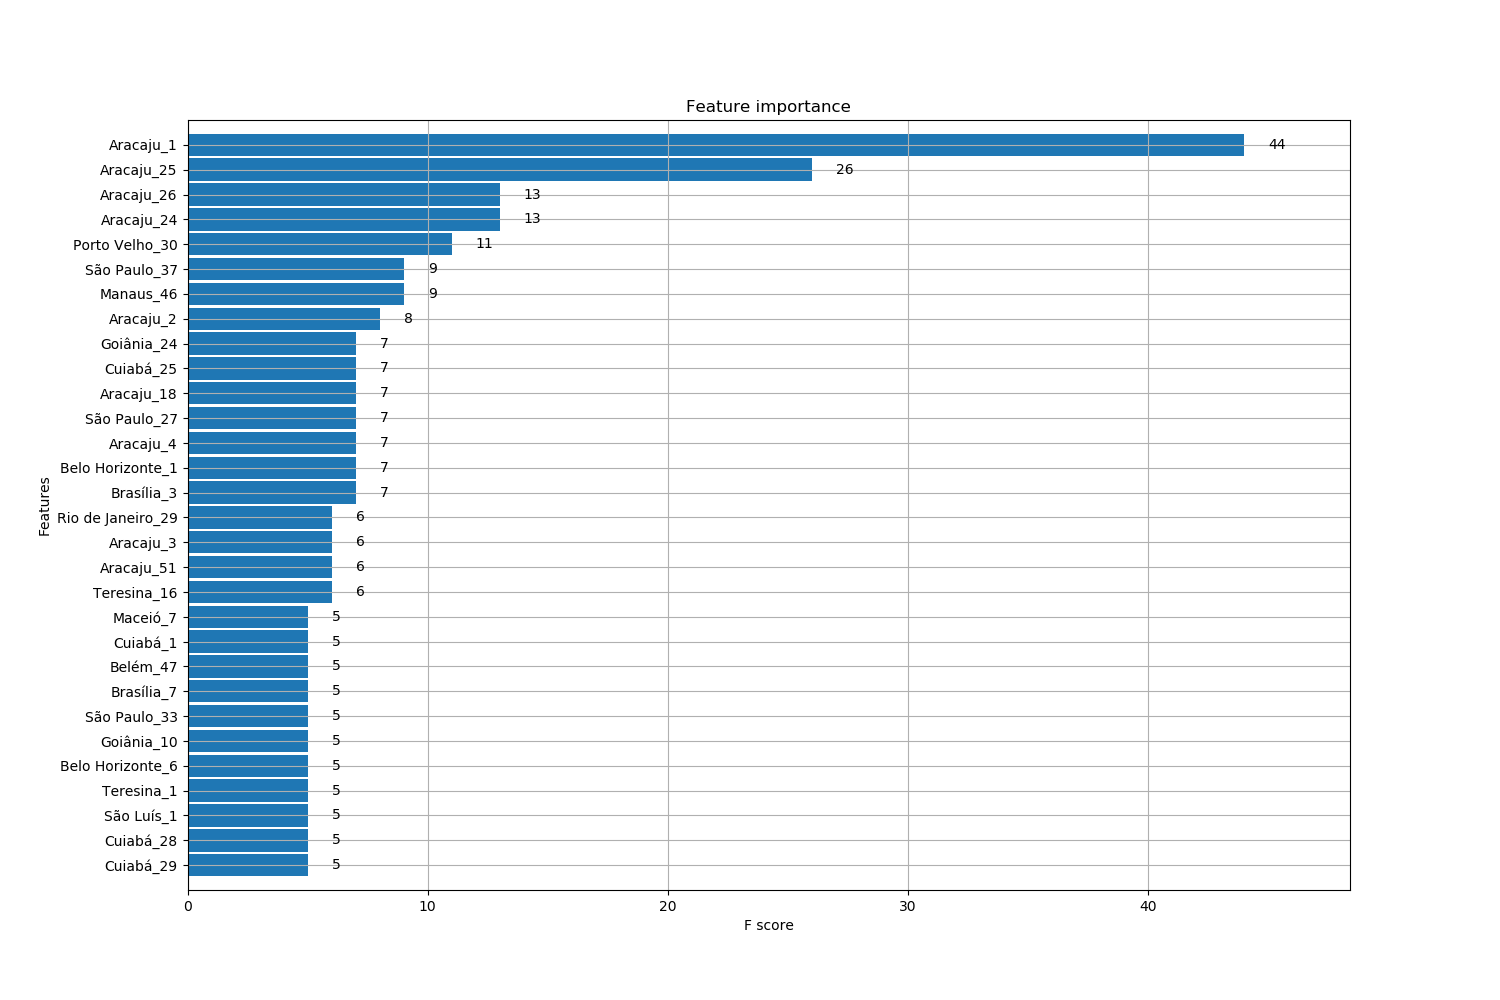 Feature importance
Aracaju_1 44
Aracaju_25 26
Aracaju_26 13
Aracaju_24 13
Porto Velho_30 11
São Paulo_37 9
Manaus_46 9
Aracaju_2 8
Goiânia_24 7
Cuiabá_25 7
Aracaju_18 7
São Paulo_27 7
Aracaju_4 7
Belo Horizonte_1 7
Brasília_3 7
Rio de Janeiro_29 6
Aracaju_3 6
Aracaju_51 6
Teresina_16 6
Maceió_7 5
Cuiabá_1 5
Belém_47 5
Brasília_7 5
São Paulo_33 5
Goiânia_10 5
Belo Horizonte_6 5
Teresina_1 5
São Luís_1 5
Cuiabá_28 5
Cuiabá_29 5
Features
0 10 20 30 40
F score